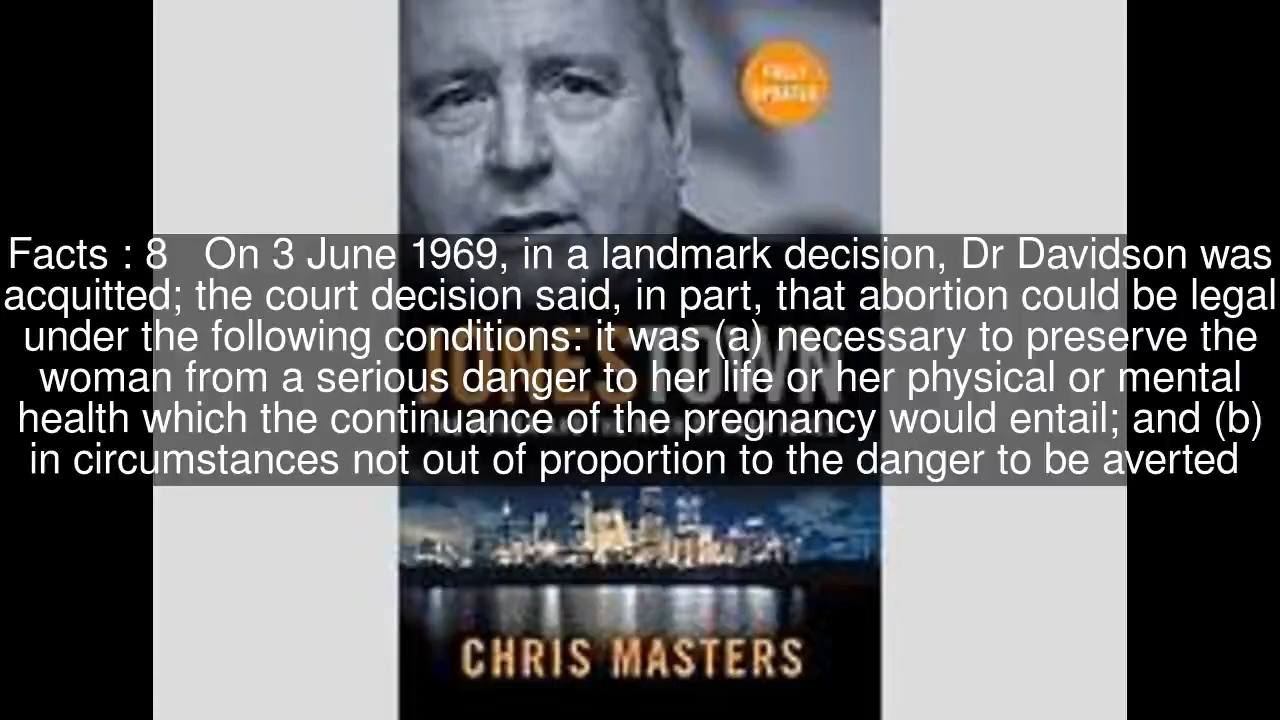 FULLY
UPDATED
Facts : 8 On 3 June 1969, in a landmark decision, Dr Davidson was
acquitted; the court decision said, in part, that abortion could be legal
under the following conditions: it was (a) necessary to preserve the
woman from a serious danger to her life or her physical or mental
health which the continuance of the pregnancy would entail; and (b)
in circumstances not out of proportion to the danger to be averted
JONESTOWN
CHRIS MASTERS